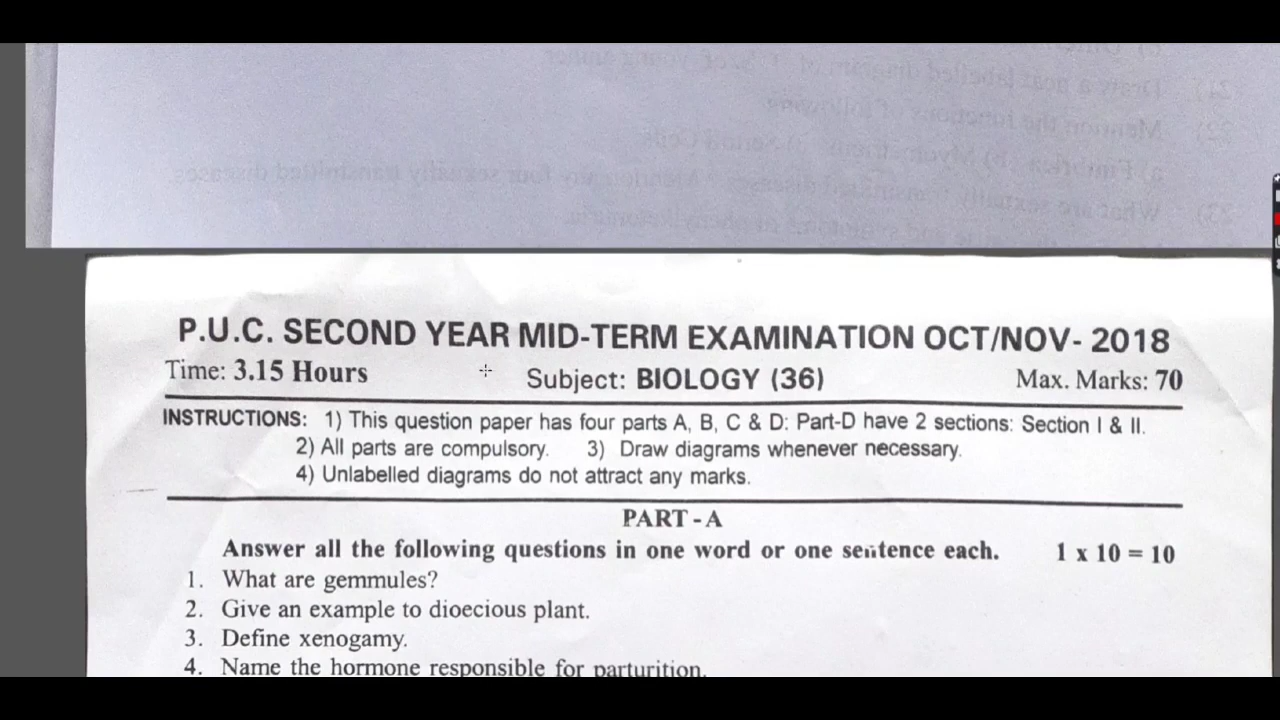 P.U.C. SECOND YEAR MID-TERM EXAMINATION OCT/NOV- 2018
Time: 3.15 Hours Subject: BIOLOGY (36) Max. Marks: 70
INSTRUCTIONS: 1) This question paper has four parts A, B, C & D: Part-D have 2 sections: Section I & II.
2) All parts are compulsory. 3) Draw diagrams whenever necessary.
4) Unlabelled diagrams do not attract any marks.
PART - A
Answer all the following questions in one word or one sentence each. 1 x 10 = 10
1. What are gemmules?
2. Give an example to dioecious plant.
3. Define xenogamy.
4. Name the hormone responsible for parturition.